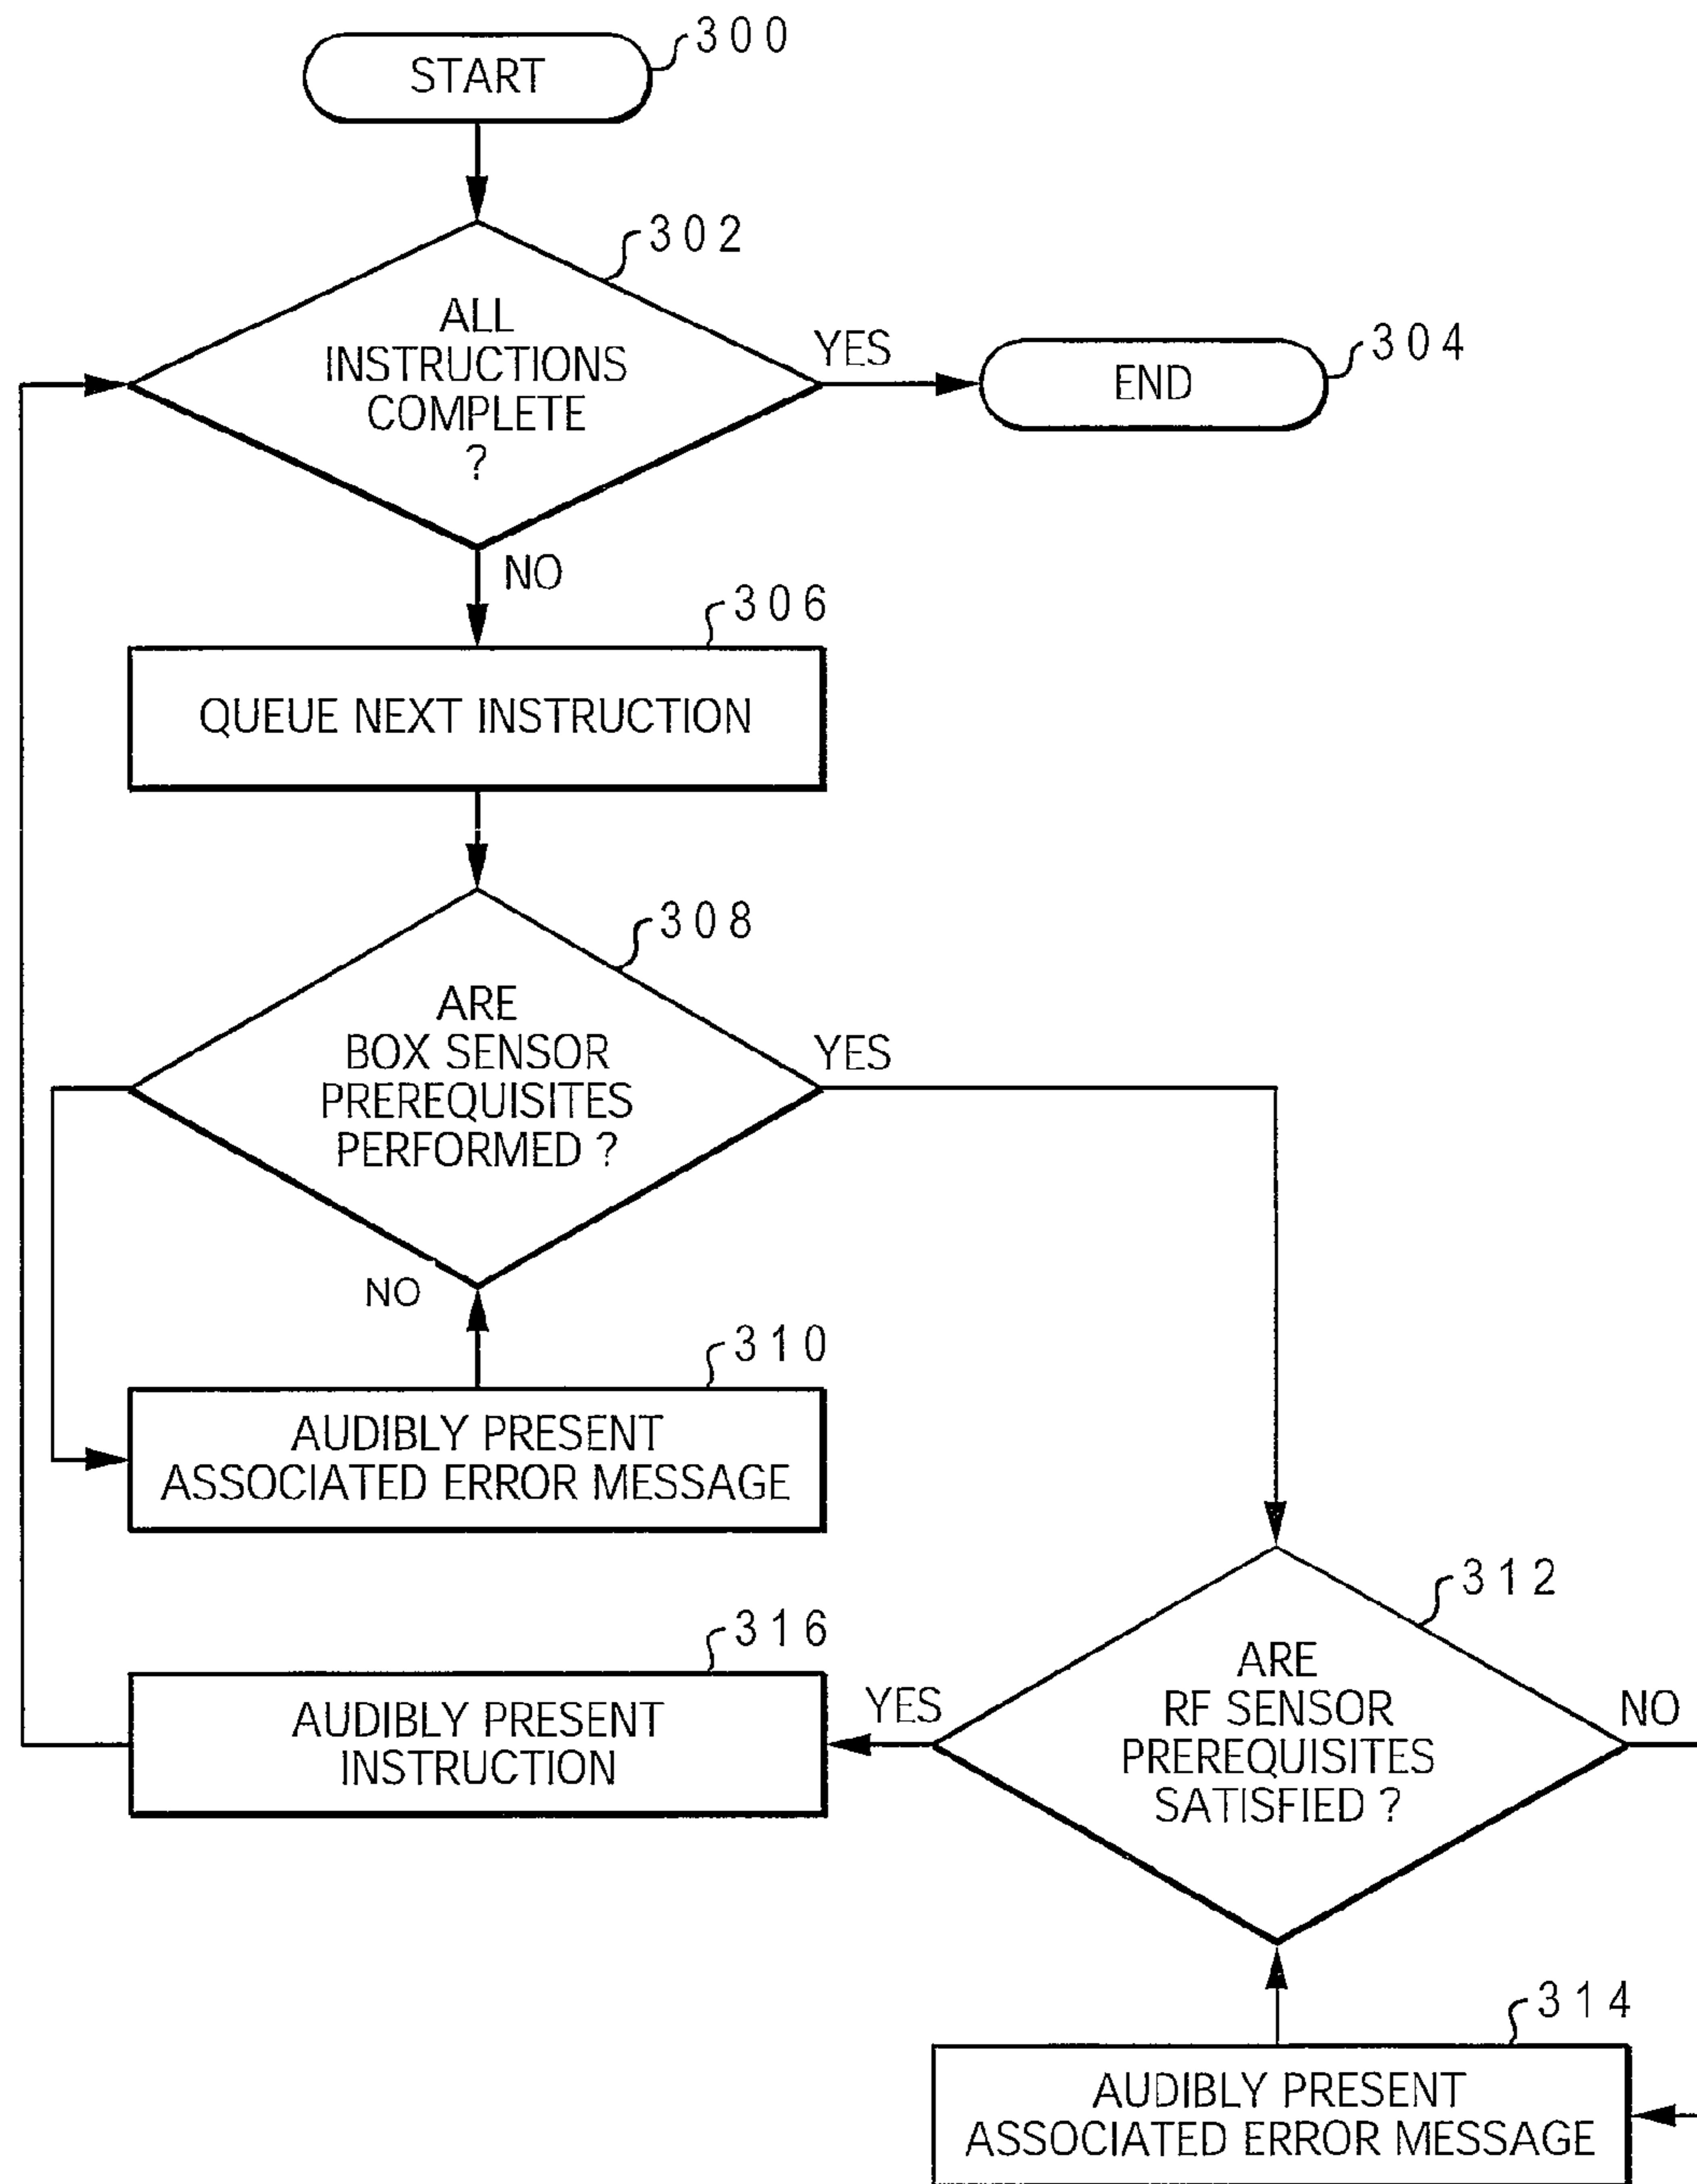 300
START
302
ALL
INSTRUCTIONS
COMPLETE
?
YES
304
END
NO
306
QUEUE NEXT INSTRUCTION
308
ARE
BOX SENSOR
PREREQUISITES
PERFORMED ?
YES
NO
310
AUDIBLY PRESENT
ASSOCIATED ERROR MESSAGE
312
ARE
RF SENSOR
PREREQUISITES
SATISFIED ?
YES
NO
316
AUDIBLY PRESENT
INSTRUCTION
314
AUDIBLY PRESENT
ASSOCIATED ERROR MESSAGE